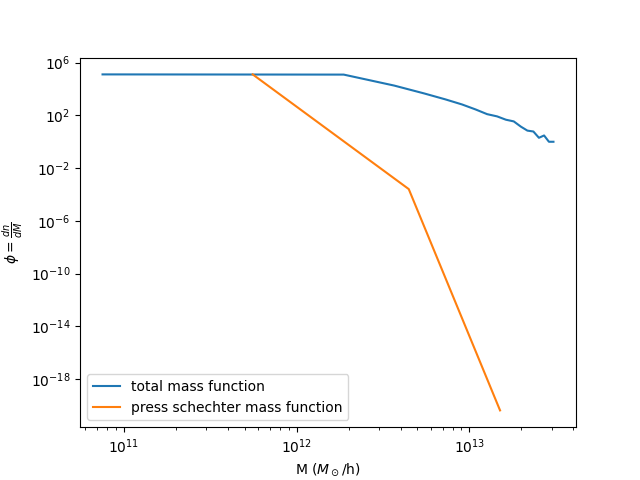 10^6
10^2
10^-2
10^-6
10^-10
10^-14
10^-18
ϕ = dn/dM
total mass function
press schechter mass function
10^11 10^12 10^13
M (M_⊙/h)